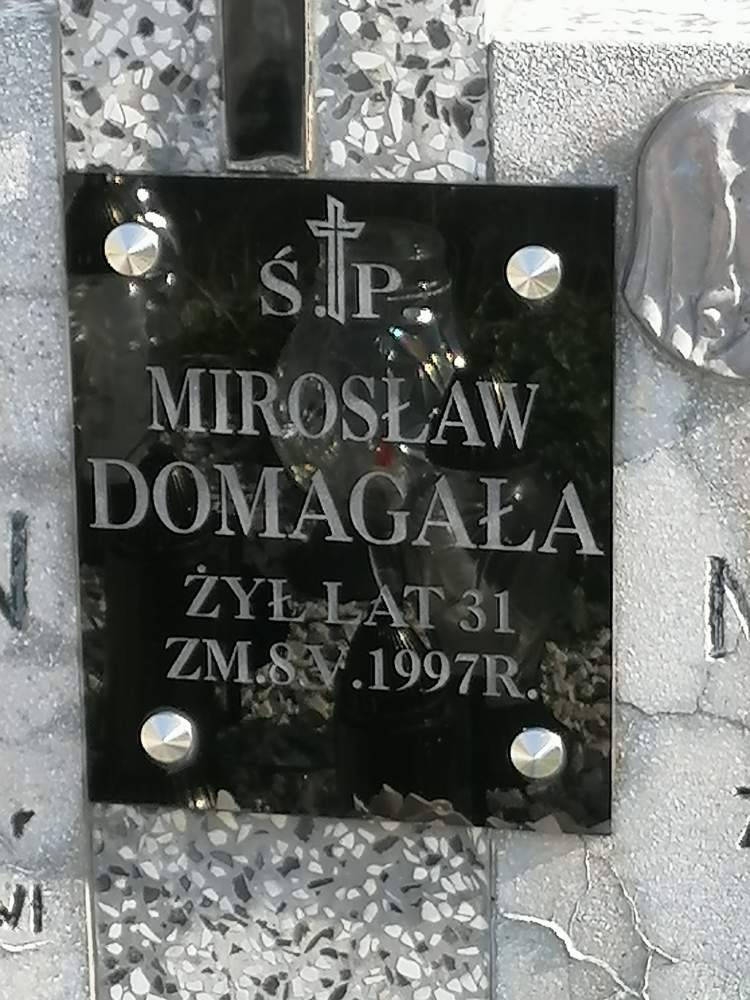 Ś.P.
MIROSŁAW
DOMAGAŁA
ŻYŁ LAT 31
ZM.8.V.1997R.